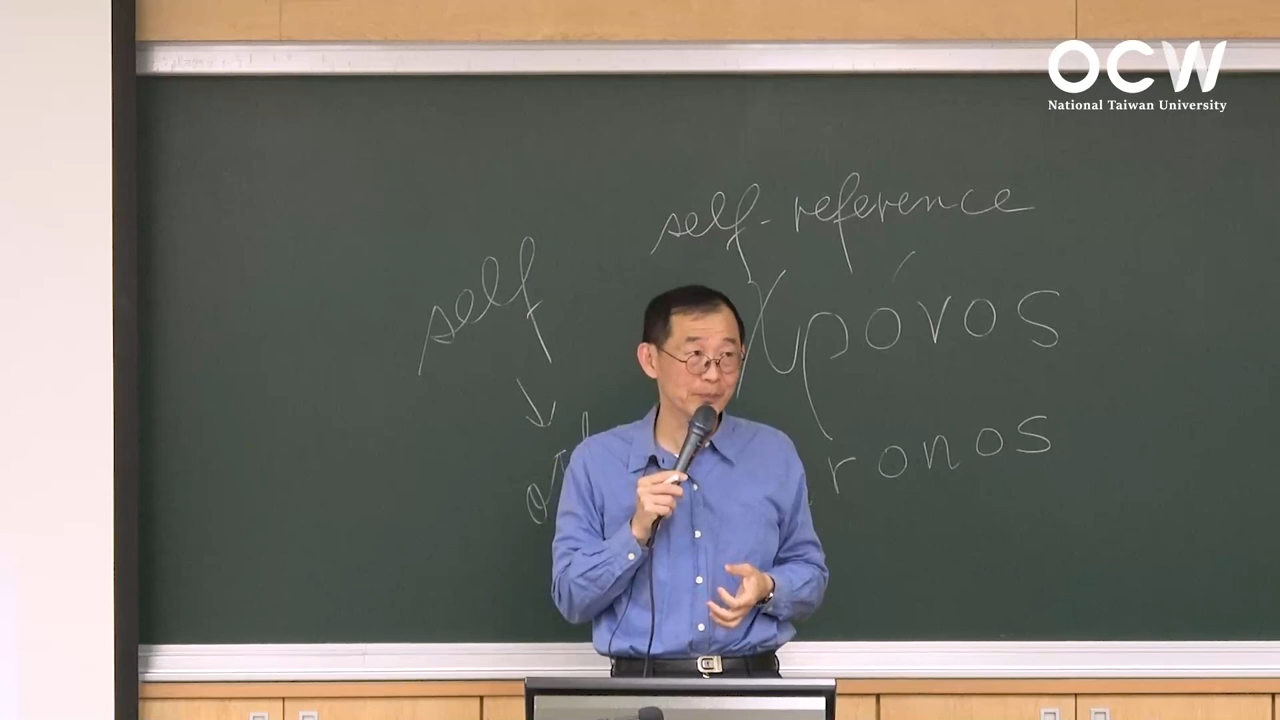 OCW
National Taiwan University
self-reference
self
χρόνος
ronos